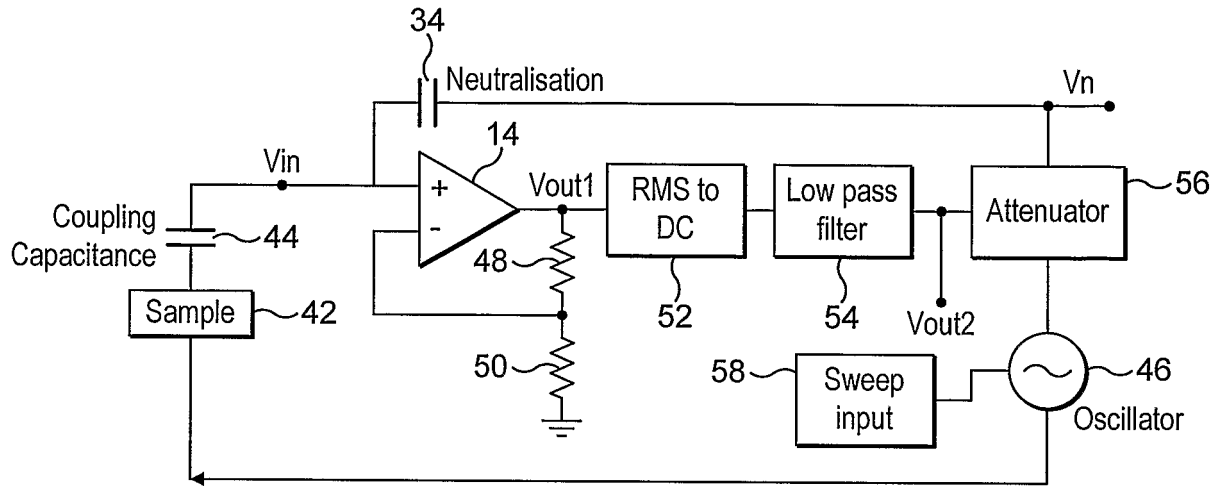 34
Neutralisation
Vn
14
Vin
+
-
Vout1
RMS to
DC
Low pass
filter
Attenuator
56
Coupling
Capacitance
44
48
52
54
Vout2
Sample
42
50
58
Sweep
input
46
Oscillator